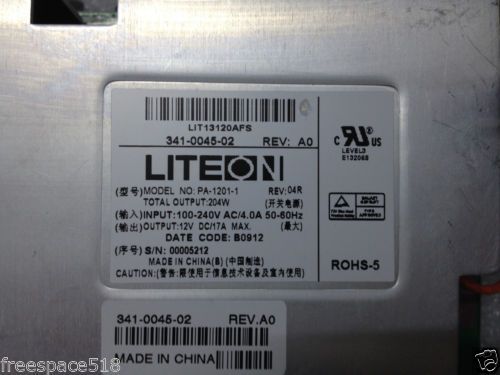 LIT13120AFS
341-0045-02 REV: A0
LITEON
(型号) MODEL NO: PA-1201-1 REV: 04R
TOTAL OUTPUT: 204W (开关电源)
(输入) INPUT: 100-240V AC/4.0A 50-60Hz
(输出) OUTPUT: 12V DC/17A MAX. (最大)
DATE CODE: B0912
(序号) S/N: 00005212
MADE IN CHINA(B) (中国制造)
CAUTION: (警告: 限使用于信息技术设备及室内使用)
C RU US
LEVEL3
ROHS-5
341-0045-02 REV.A0
MADE IN CHINA
freespace518